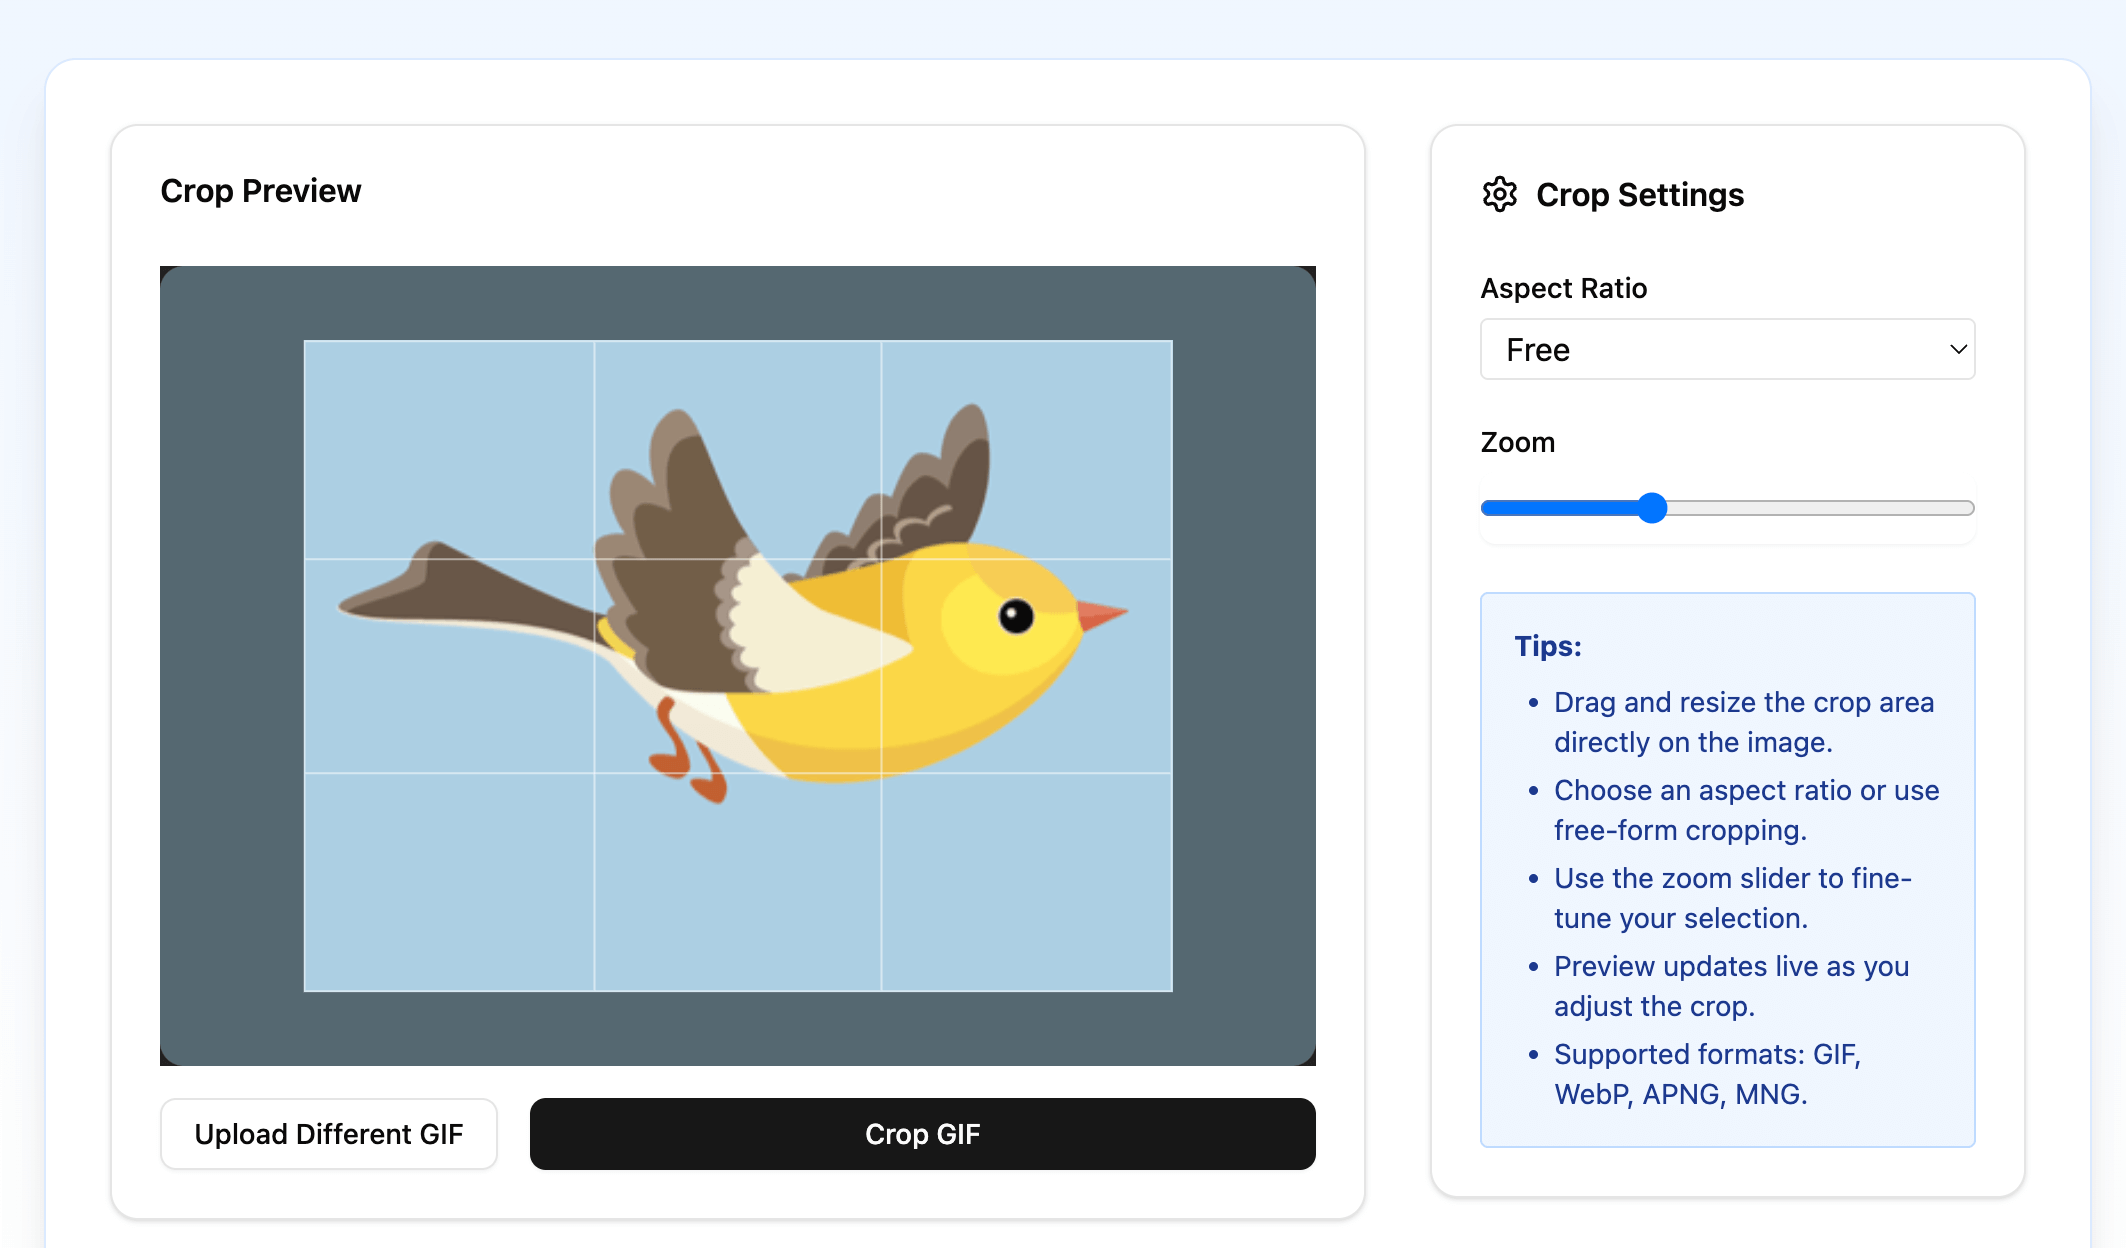 Crop Preview
Upload Different GIF
Crop GIF
Crop Settings
Aspect Ratio
Free
Zoom
Tips:
• Drag and resize the crop area
directly on the image.
• Choose an aspect ratio or use
free-form cropping.
• Use the zoom slider to fine-
tune your selection.
• Preview updates live as you
adjust the crop.
• Supported formats: GIF,
WebP, APNG, MNG.